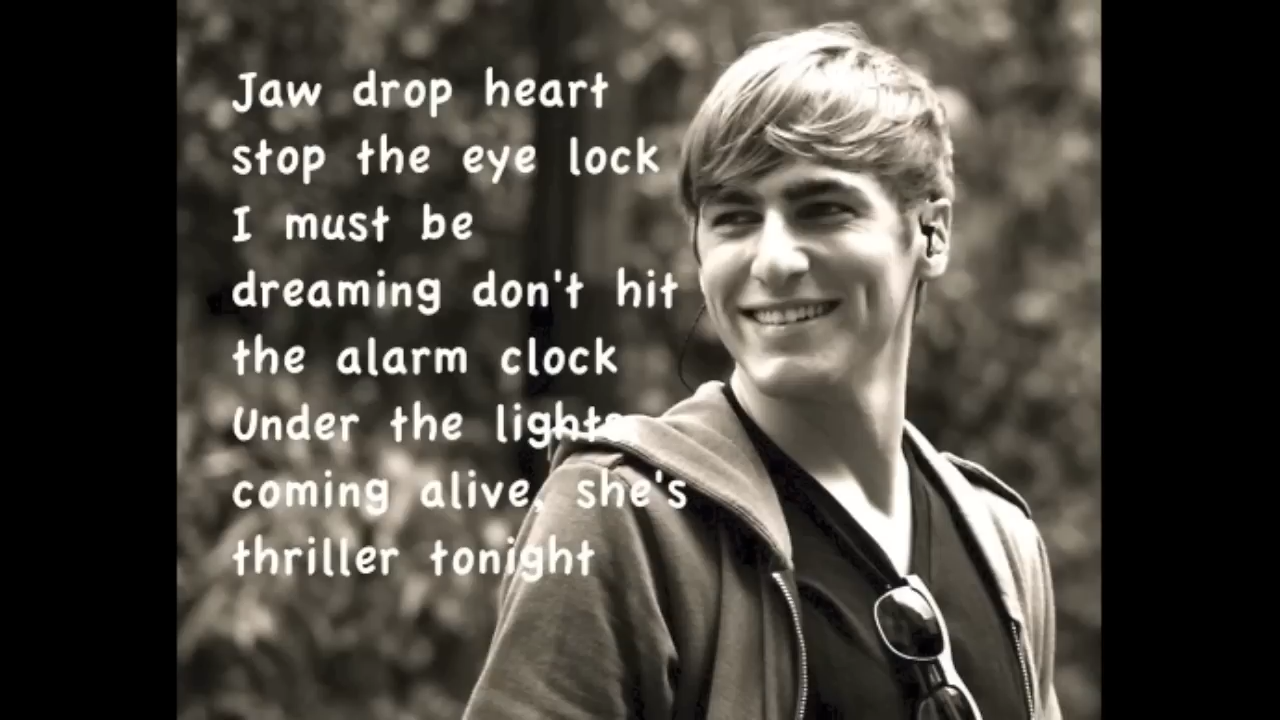 Jaw drop heart
stop the eye lock
I must be
dreaming don't hit
the alarm clock
Under the lights
coming alive, she's
thriller tonight